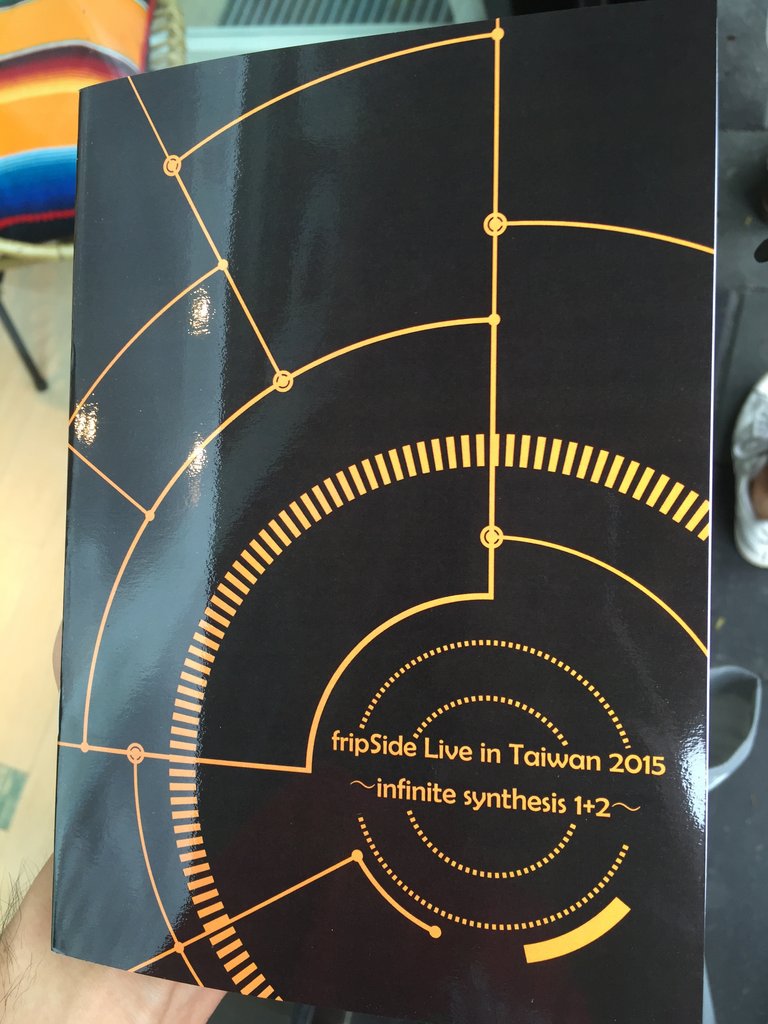 fripSide Live in Taiwan 2015
～infinite synthesis 1+2～